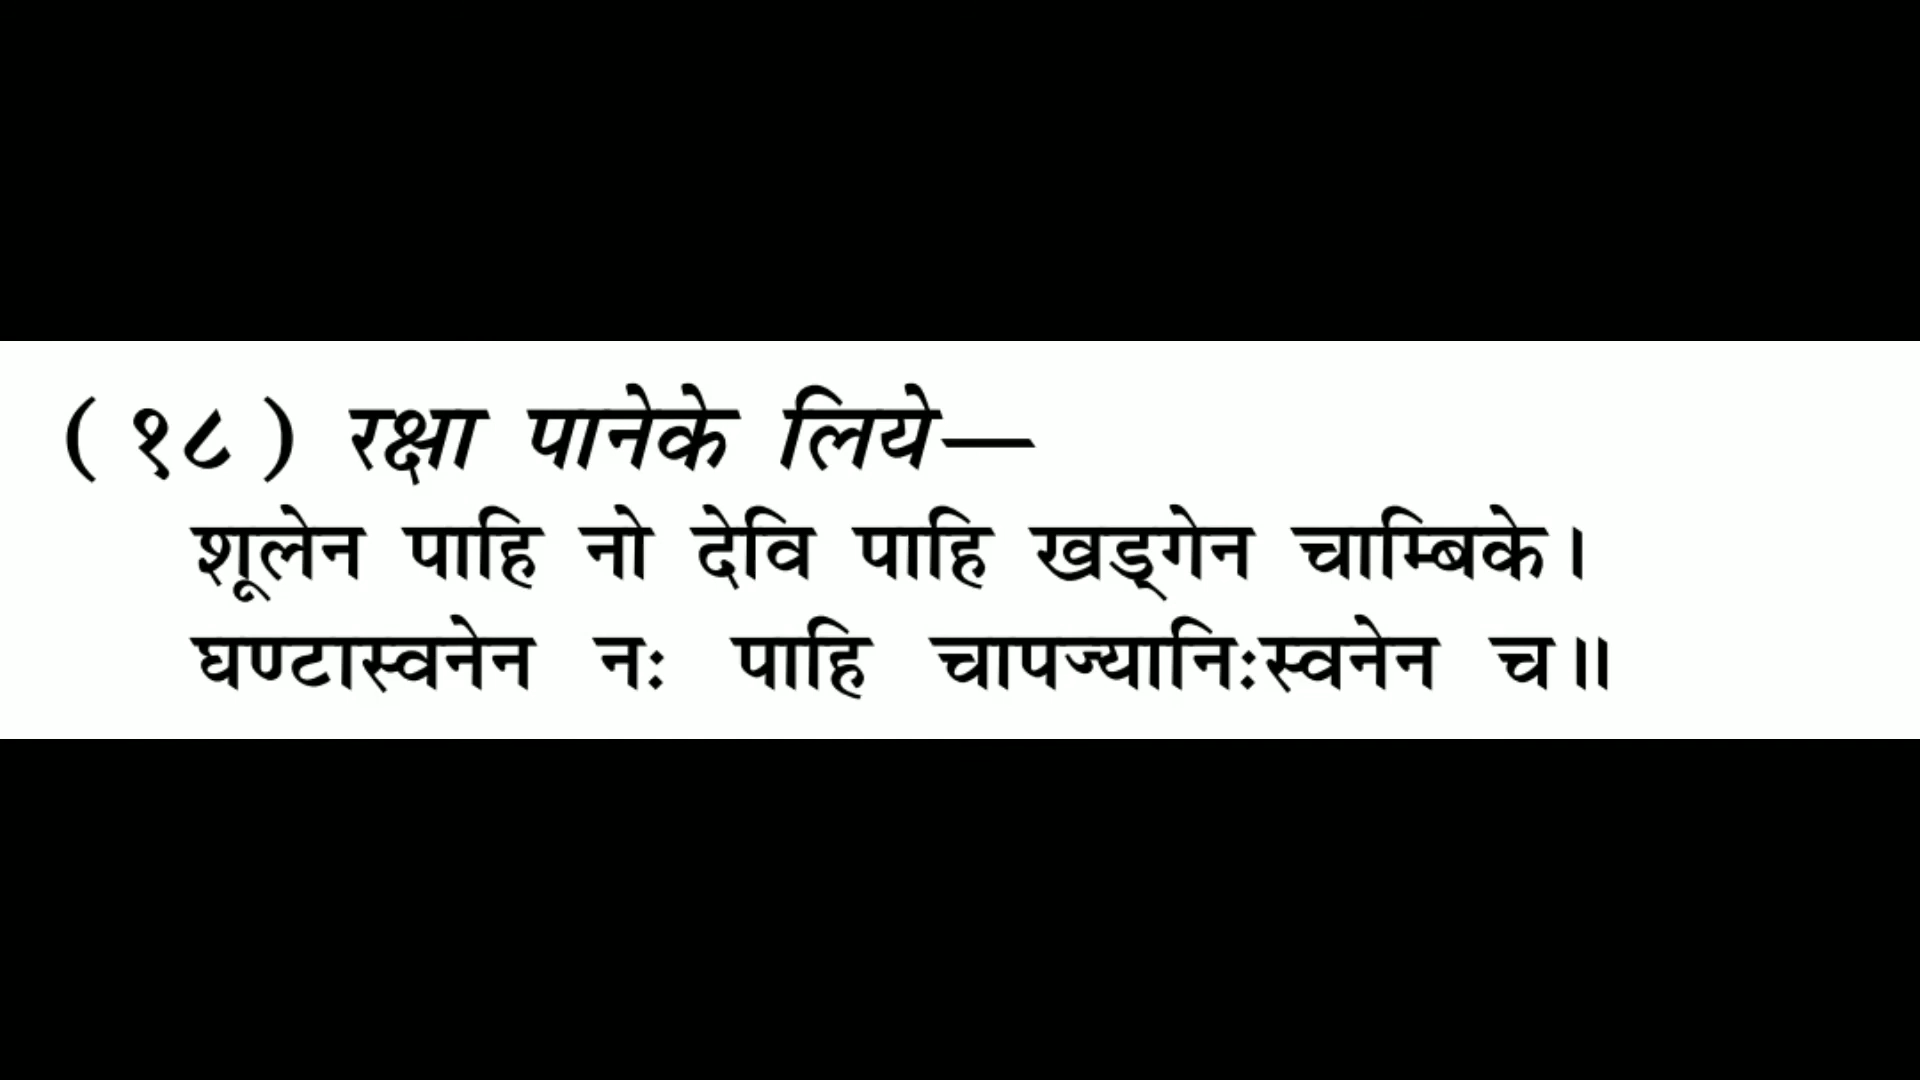 ( १८ ) रक्षा पानेके लिये—
शूलेन पाहि नो देवि पाहि खड्गेन चाम्बिके।
घण्टास्वनेन नः पाहि चापज्यानिःस्वनेन च॥